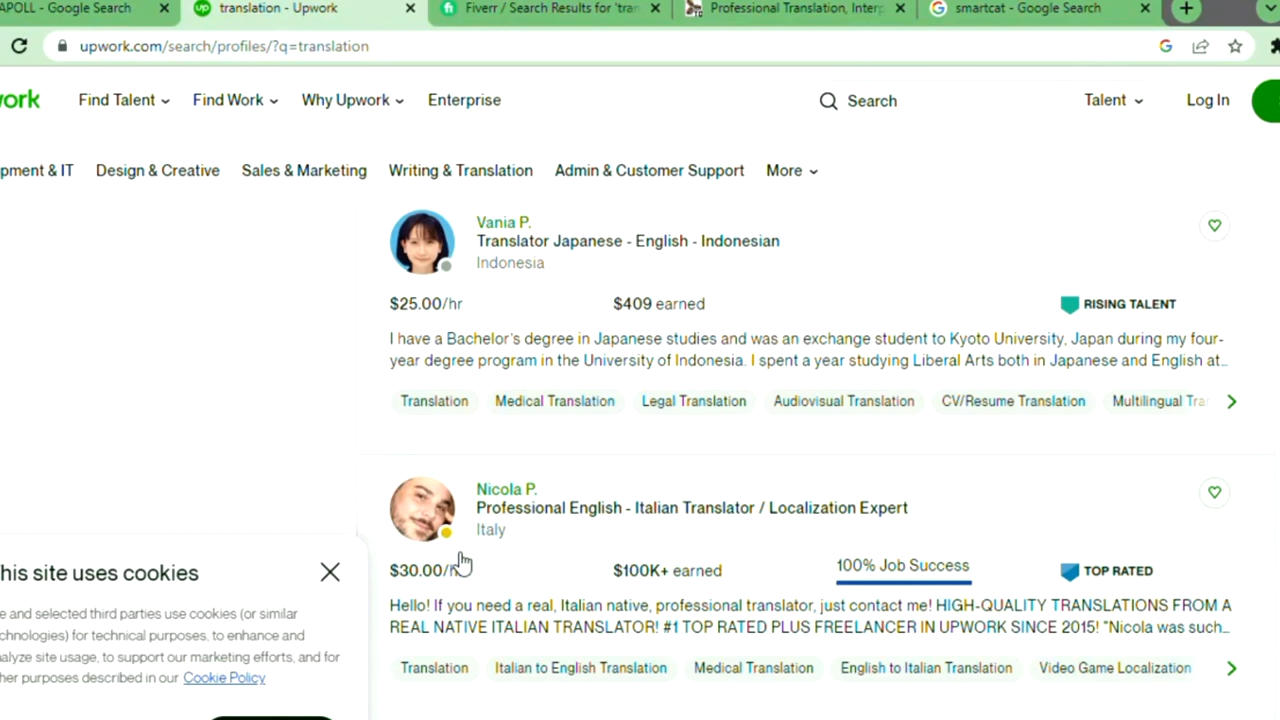 APOLL - Google Search
up translation - Upwork
Fiverr / Search Results for 'tran
Professional Translation, Interp
smartcat - Google Search
upwork.com/search/profiles/?q=translation
work
Find Talent
Find Work
Why Upwork
Enterprise
Search
Talent
Log In
pment & IT
Design & Creative
Sales & Marketing
Writing & Translation
Admin & Customer Support
More
Vania P.
Translator Japanese - English - Indonesian
Indonesia
$25.00/hr
$409 earned
RISING TALENT
I have a Bachelor's degree in Japanese studies and was an exchange student to Kyoto University, Japan during my four-
year degree program in the University of Indonesia. I spent a year studying Liberal Arts both in Japanese and English at...
Translation
Medical Translation
Legal Translation
Audiovisual Translation
CV/Resume Translation
Multilingual Tra
Nicola P.
Professional English - Italian Translator / Localization Expert
Italy
$30.00/h
$100K+ earned
100% Job Success
TOP RATED
Hello! If you need a real, Italian native, professional translator, just contact me! HIGH-QUALITY TRANSLATIONS FROM A
REAL NATIVE ITALIAN TRANSLATOR! #1 TOP RATED PLUS FREELANCER IN UPWORK SINCE 2015! "Nicola was such...
Translation
Italian to English Translation
Medical Translation
English to Italian Translation
Video Game Localization
his site uses cookies
e and selected third parties use cookies (or similar
chnologies) for technical purposes, to enhance and
alyze site usage, to support our marketing efforts, and for
her purposes described in our Cookie Policy